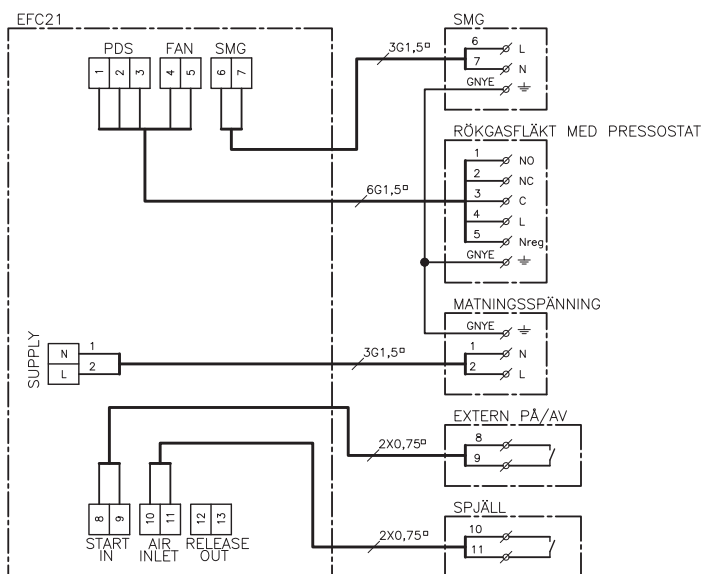 EFC21
PDS FAN SMG
1 2 3 4 5 6 7
SMG
3G1,5¤
6 L
7 N
GNYE
RÖKGASFLÄKT MED PRESSOSTAT
6G1,5¤
1 NO
2 NC
3 C
4 L
5 Nreg
GNYE
MATNINGSSPÄNNING
GNYE
3G1,5¤
1 N
2 L
SUPPLY
N 1
L 2
EXTERN PÅ/AV
2X0,75¤
8
9
8 9 10 11 12 13
START IN
AIR INLET
RELEASE OUT
SPJÄLL
2X0,75¤
10
11